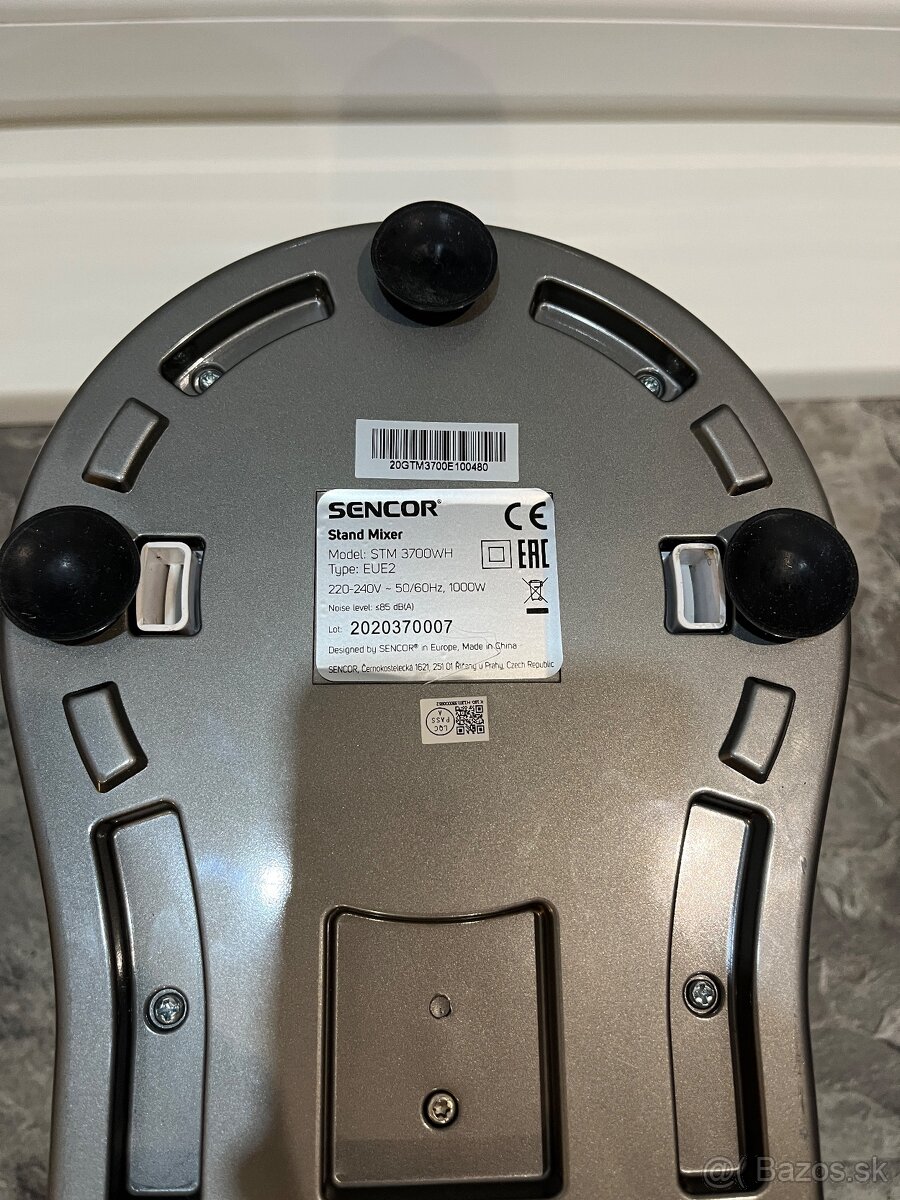 20GTM3700E100480
SENCOR®
CE
Stand Mixer
Model: STM 3700WH
Type: EUE2
EAC
220-240V ~ 50/60Hz, 1000W
Noise level: ≤85 dB(A)
Lot: 2020370007
Designed by SENCOR® in Europe, Made in China
SENCOR, Černokostelecká 1621, 251 01 Říčany u Prahy, Czech Republic
LQC
PASS
A
@ Bazos.sk